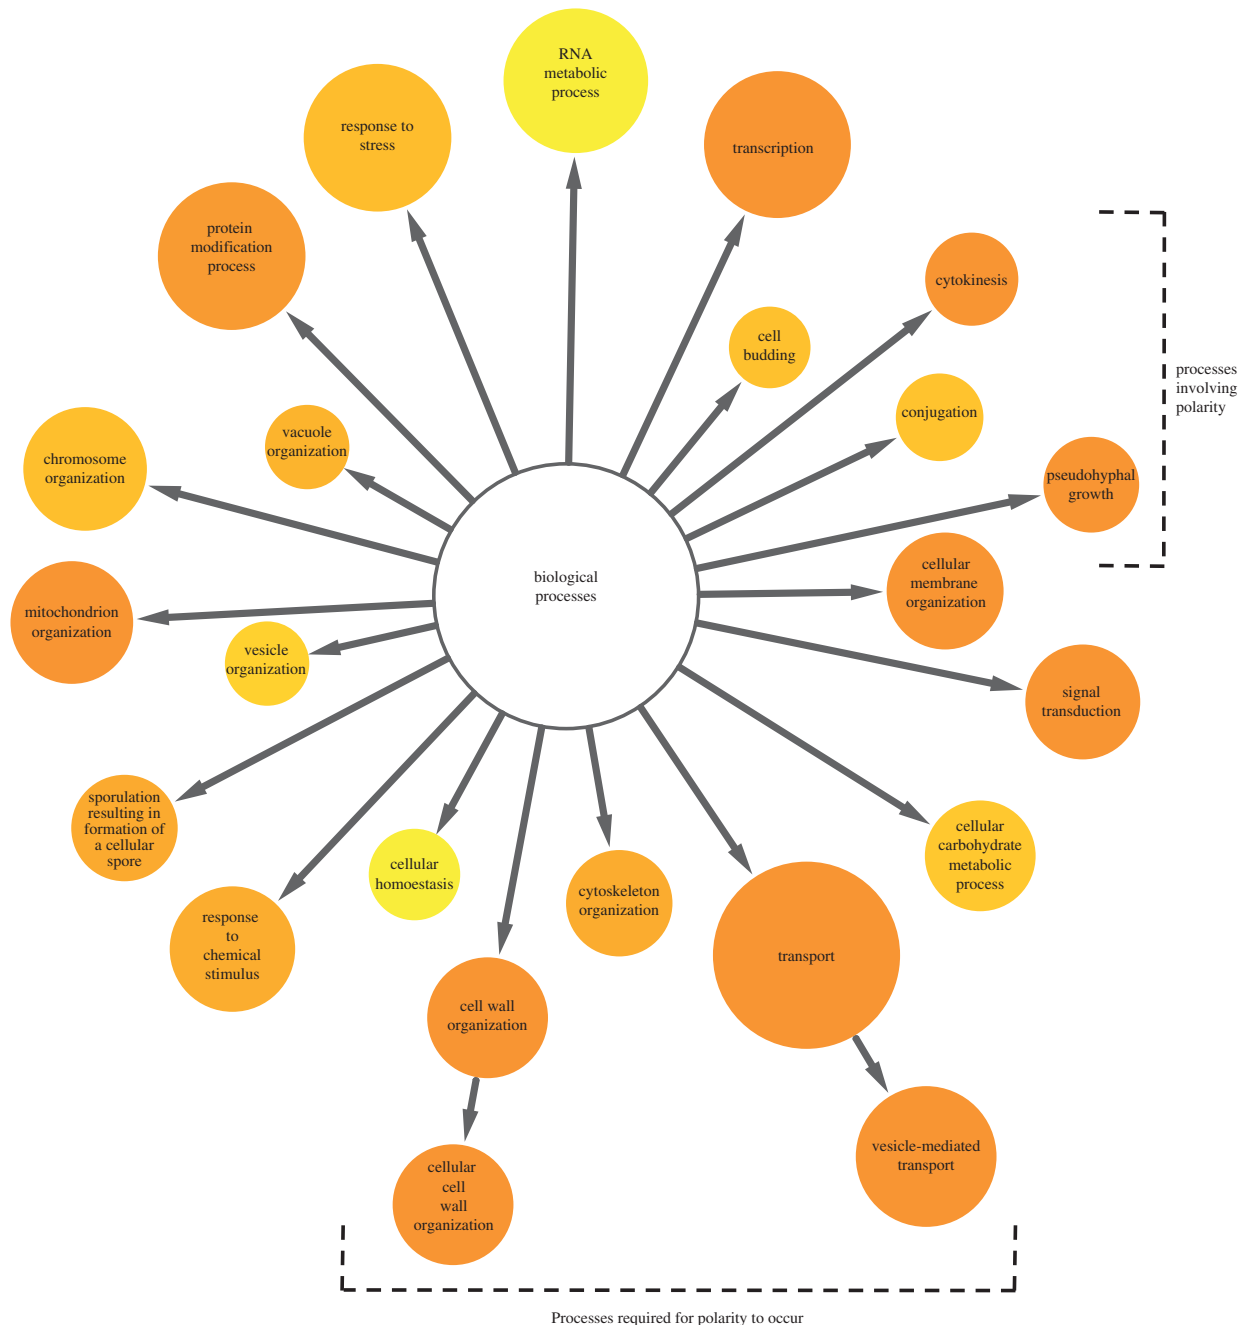 RNA
metabolic
process
response to
stress
transcription
protein
modification
process
cytokinesis
cell
budding
processes
involving
polarity
conjugation
vacuole
organization
chromosome
organization
pseudohyphal
growth
biological
processes
cellular
membrane
organization
mitochondrion
organization
vesicle
organization
signal
transduction
sporulation
resulting in
formation of
a cellular
spore
cellular
homoestasis
cytoskeleton
organization
cellular
carbohydrate
metabolic
process
response
to
chemical
stimulus
transport
cell wall
organization
vesicle-mediated
transport
cellular
cell
wall
organization
Processes required for polarity to occur